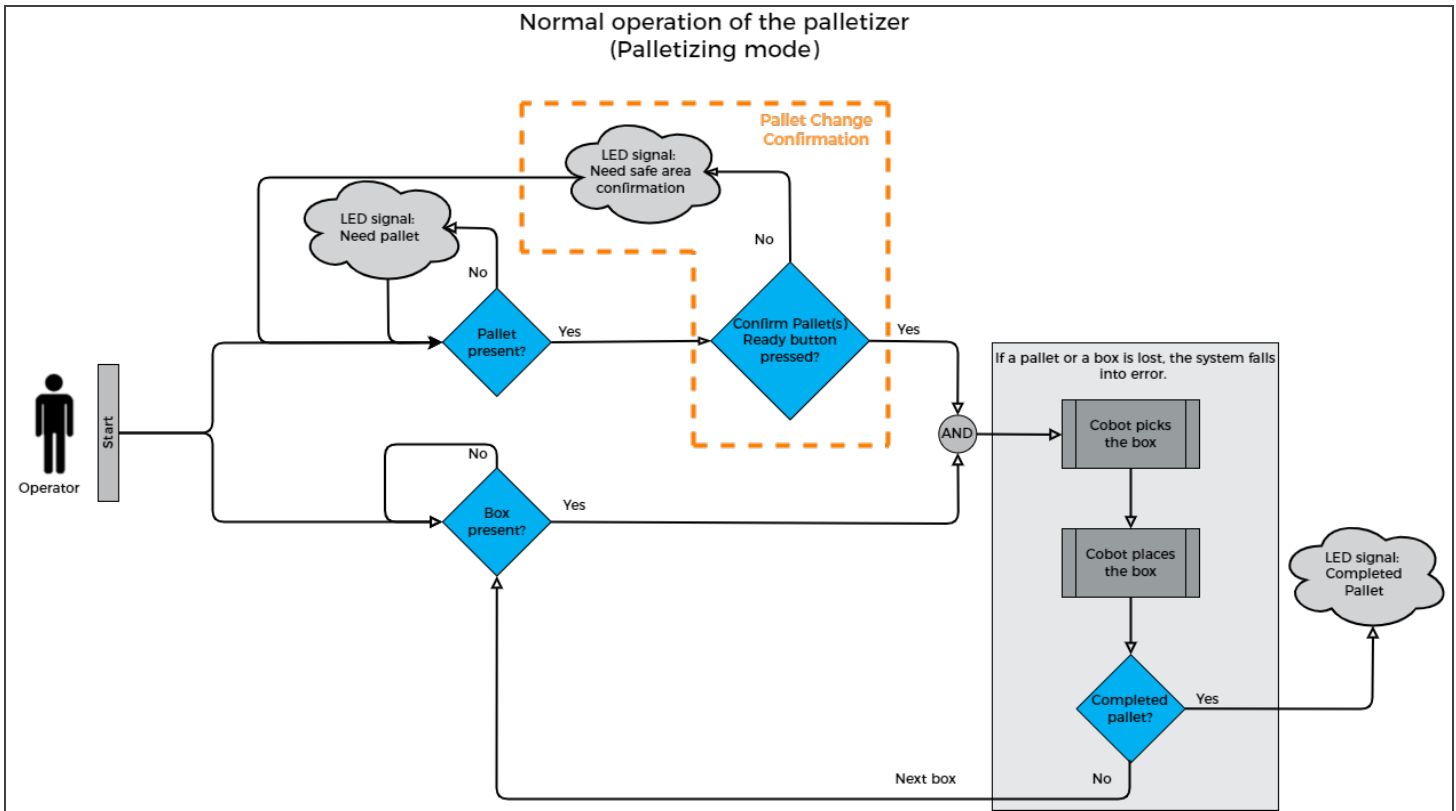 Normal operation of the palletizer
(Palletizing mode)
Pallet Change
Confirmation
LED signal:
Need safe area
confirmation
LED signal:
Need pallet
No
No
Pallet
present?
Yes
Confirm Pallet(s)
Ready button
pressed?
Yes
If a pallet or a box is lost, the system falls
into error.
Operator
Start
AND
Cobot picks
the box
No
Box
present?
Yes
Cobot places
the box
LED signal:
Completed
Pallet
Completed
pallet?
Yes
No
Next box